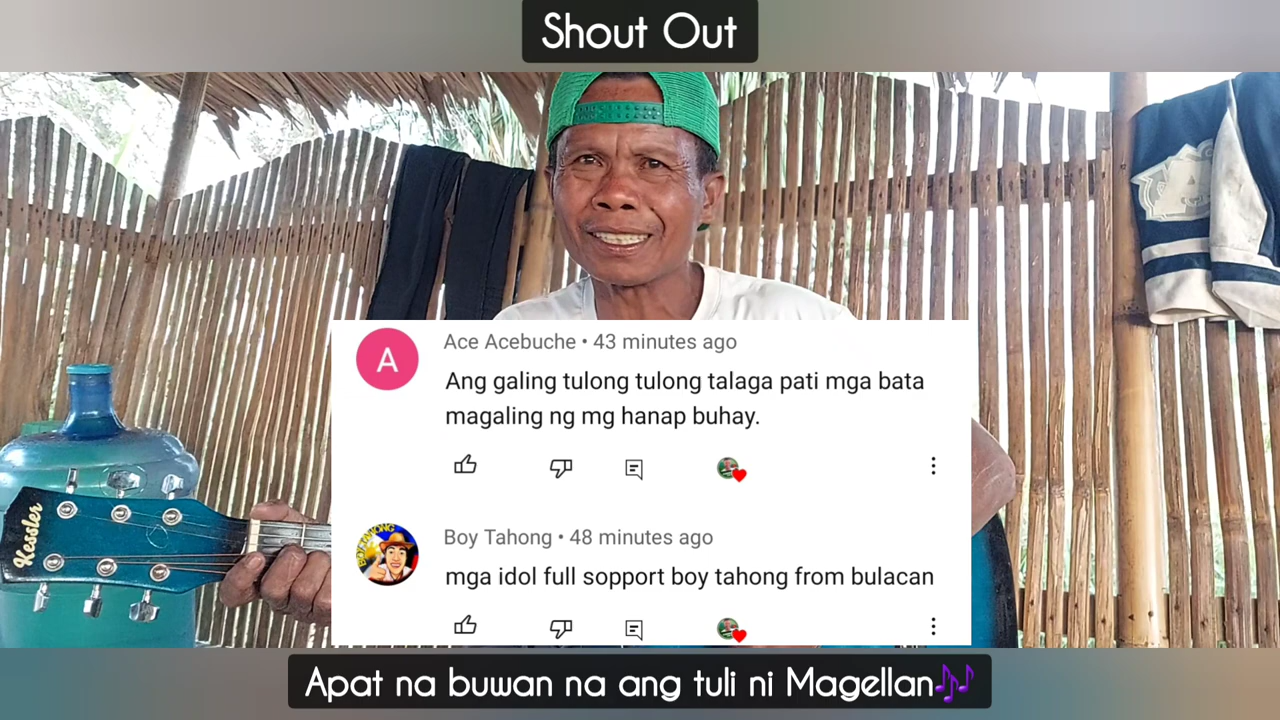 Shout Out
Ace Acebuche • 43 minutes ago
A
Ang galing tulong tulong talaga pati mga bata
magaling ng mg hanap buhay.
Boy Tahong • 48 minutes ago
mga idol full sopport boy tahong from bulacan
Kessler
Apat na buwan na ang tuli ni Magellan🎶